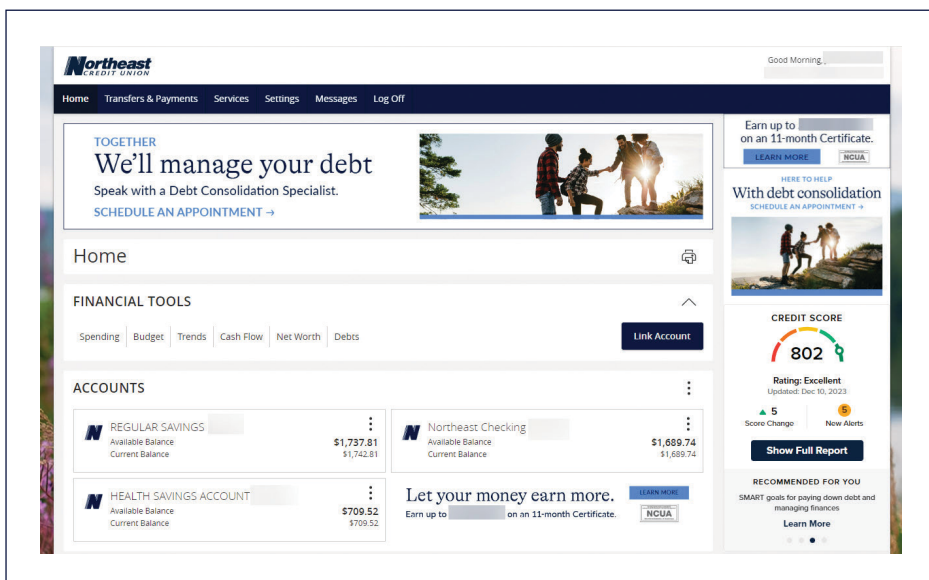 Northeast
CREDIT UNION
Good Morning,
Home Transfers & Payments Services Settings Messages Log Off
TOGETHER
We'll manage your debt
Speak with a Debt Consolidation Specialist.
SCHEDULE AN APPOINTMENT →
Earn up to
on an 11-month Certificate.
LEARN MORE
NCUA
HERE TO HELP
With debt consolidation
SCHEDULE AN APPOINTMENT →
Home
FINANCIAL TOOLS
Spending Budget Trends Cash Flow Net Worth Debts
Link Account
CREDIT SCORE
802
Rating: Excellent
Updated: Dec 10, 2023
5
Score Change
5
New Alerts
Show Full Report
ACCOUNTS
REGULAR SAVINGS
Available Balance $1,737.81
Current Balance $1,742.81
Northeast Checking
Available Balance $1,689.74
Current Balance $1,689.74
HEALTH SAVINGS ACCOUNT
Available Balance $709.52
Current Balance $709.52
Let your money earn more.
Earn up to on an 11-month Certificate.
LEARN MORE
NCUA
RECOMMENDED FOR YOU
SMART goals for paying down debt and
managing finances
Learn More